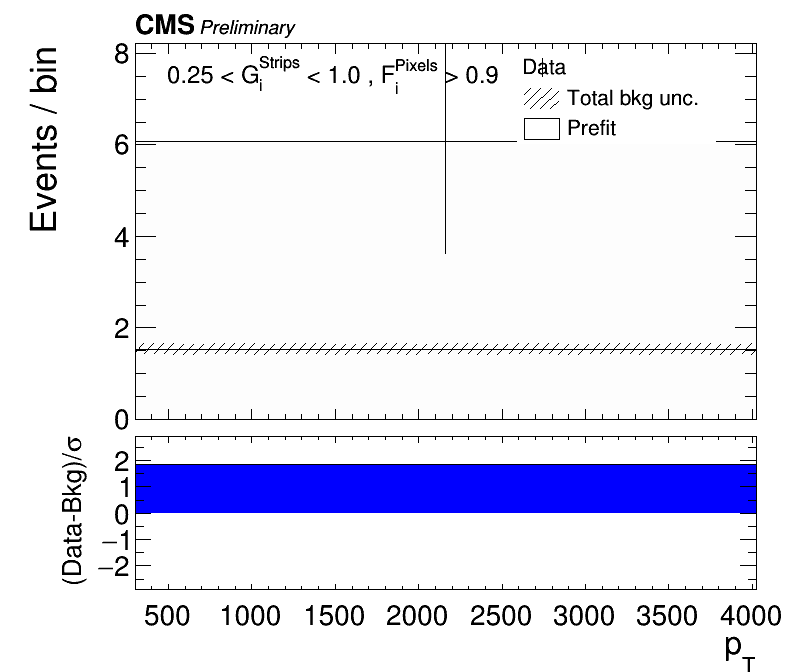 CMS Preliminary
Events / bin
8
6
4
2
0
0.25 < G_i^Strips < 1.0 , F_i^Pixels > 0.9
Data
Total bkg unc.
Prefit
(Data-Bkg)/σ
2
1
0
−1
−2
500 1000 1500 2000 2500 3000 3500 4000
p_T